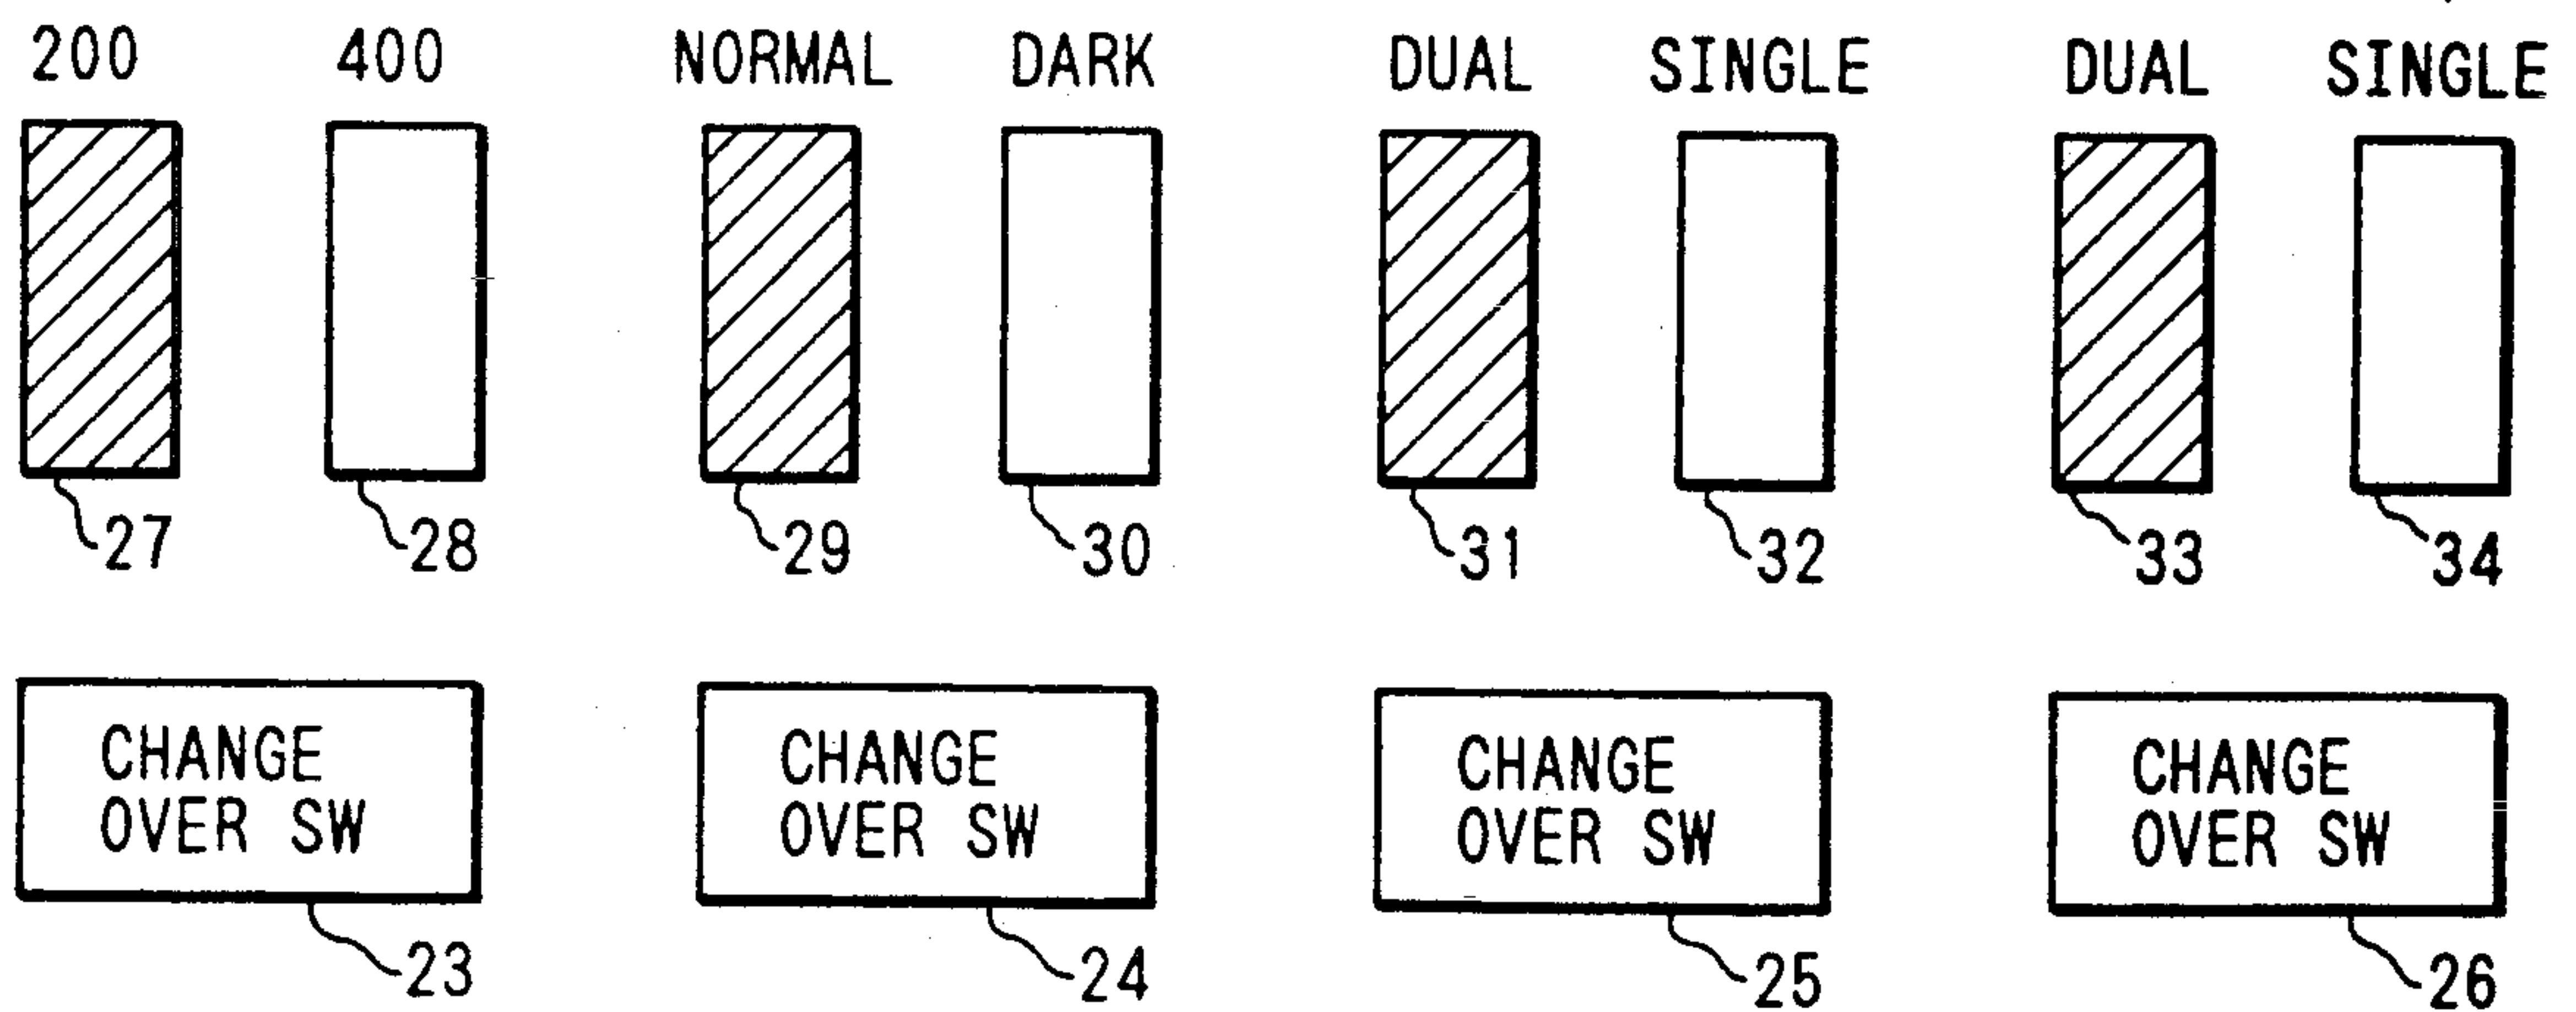 200 400 NORMAL DARK DUAL SINGLE DUAL SINGLE
27 28 29 30 31 32 33 34
CHANGE OVER SW
CHANGE OVER SW
CHANGE OVER SW
CHANGE OVER SW
23 24 25 26